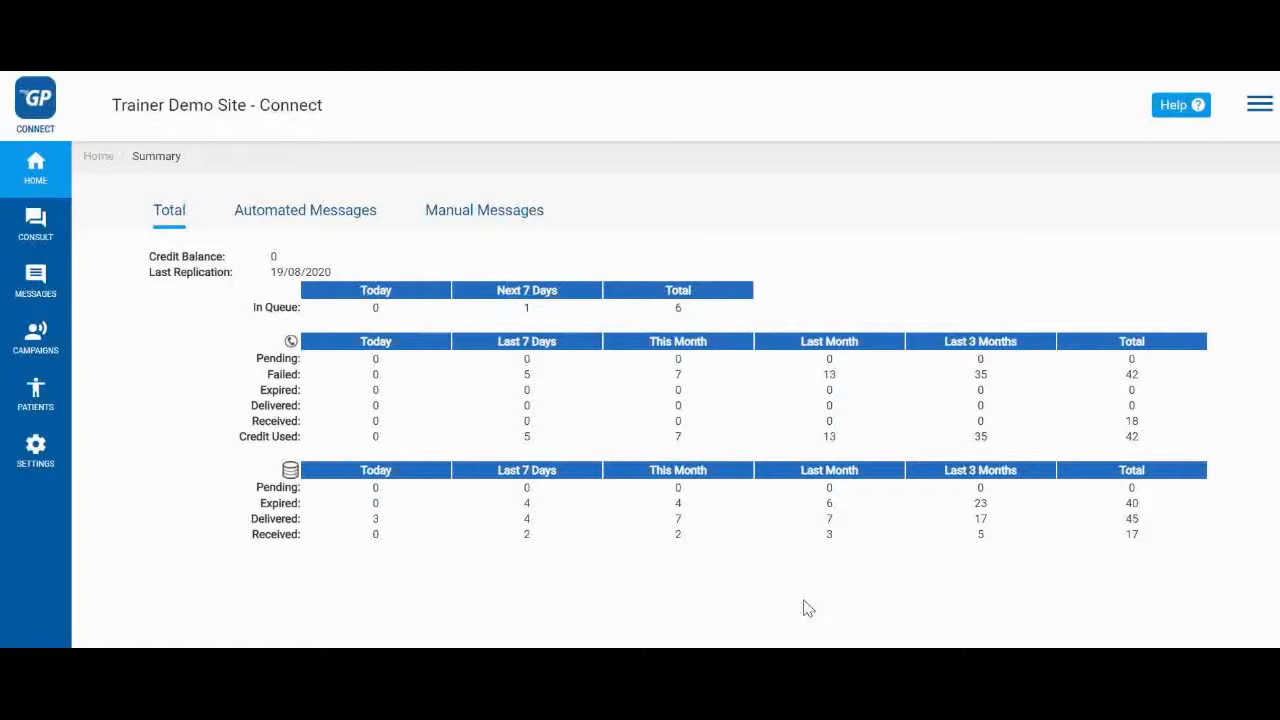 myGP
CONNECT
Trainer Demo Site - Connect
Help ?
Home / Summary
HOME
CONSULT
MESSAGES
CAMPAIGNS
PATIENTS
SETTINGS
Total Automated Messages Manual Messages
Credit Balance: 0
Last Replication: 19/08/2020
Today Next 7 Days Total
In Queue: 0 1 6
Today Last 7 Days This Month Last Month Last 3 Months Total
Pending: 0 0 0 0 0 0
Failed: 0 5 7 13 35 42
Expired: 0 0 0 0 0 0
Delivered: 0 0 0 0 0 0
Received: 0 0 0 0 0 18
Credit Used: 0 5 7 13 35 42
Today Last 7 Days This Month Last Month Last 3 Months Total
Pending: 0 0 0 0 0 0
Expired: 0 4 4 6 23 40
Delivered: 3 4 7 7 17 45
Received: 0 2 2 3 5 17